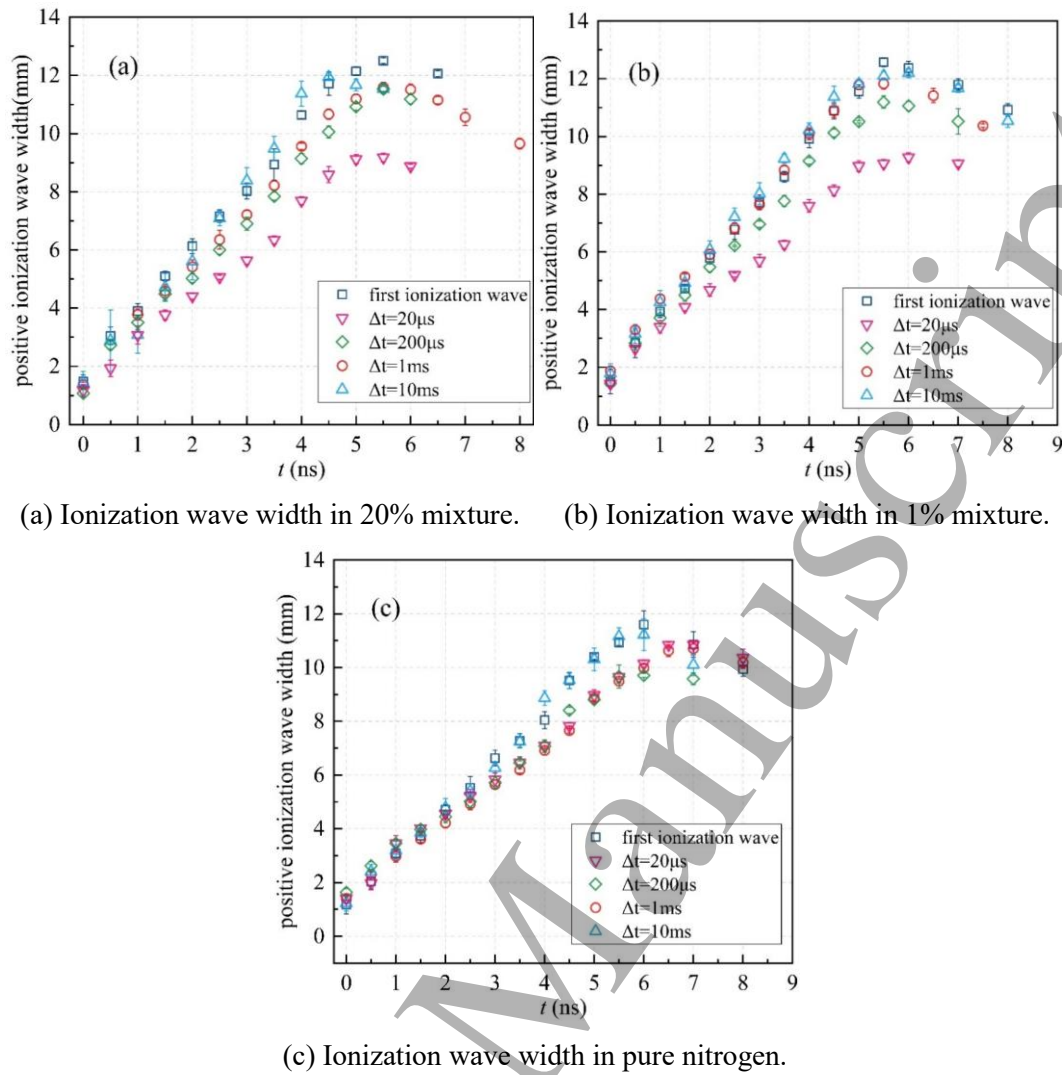 14
12
10
8
6
4
2
0
positive ionization wave width(mm)
(a)
first ionization wave
Δt=20μs
Δt=200μs
Δt=1ms
Δt=10ms
0 1 2 3 4 5 6 7 8
t (ns)
14
12
10
8
6
4
2
0
positive ionization wave width (mm)
(b)
first ionization wave
Δt=20μs
Δt=200μs
Δt=1ms
Δt=10ms
0 1 2 3 4 5 6 7 8 9
t (ns)
(a) Ionization wave width in 20% mixture.
(b) Ionization wave width in 1% mixture.
14
12
10
8
6
4
2
0
positive ionization wave width (mm)
(c)
first ionization wave
Δt=20μs
Δt=200μs
Δt=1ms
Δt=10ms
0 1 2 3 4 5 6 7 8 9
t (ns)
(c) Ionization wave width in pure nitrogen.
Manuscrip